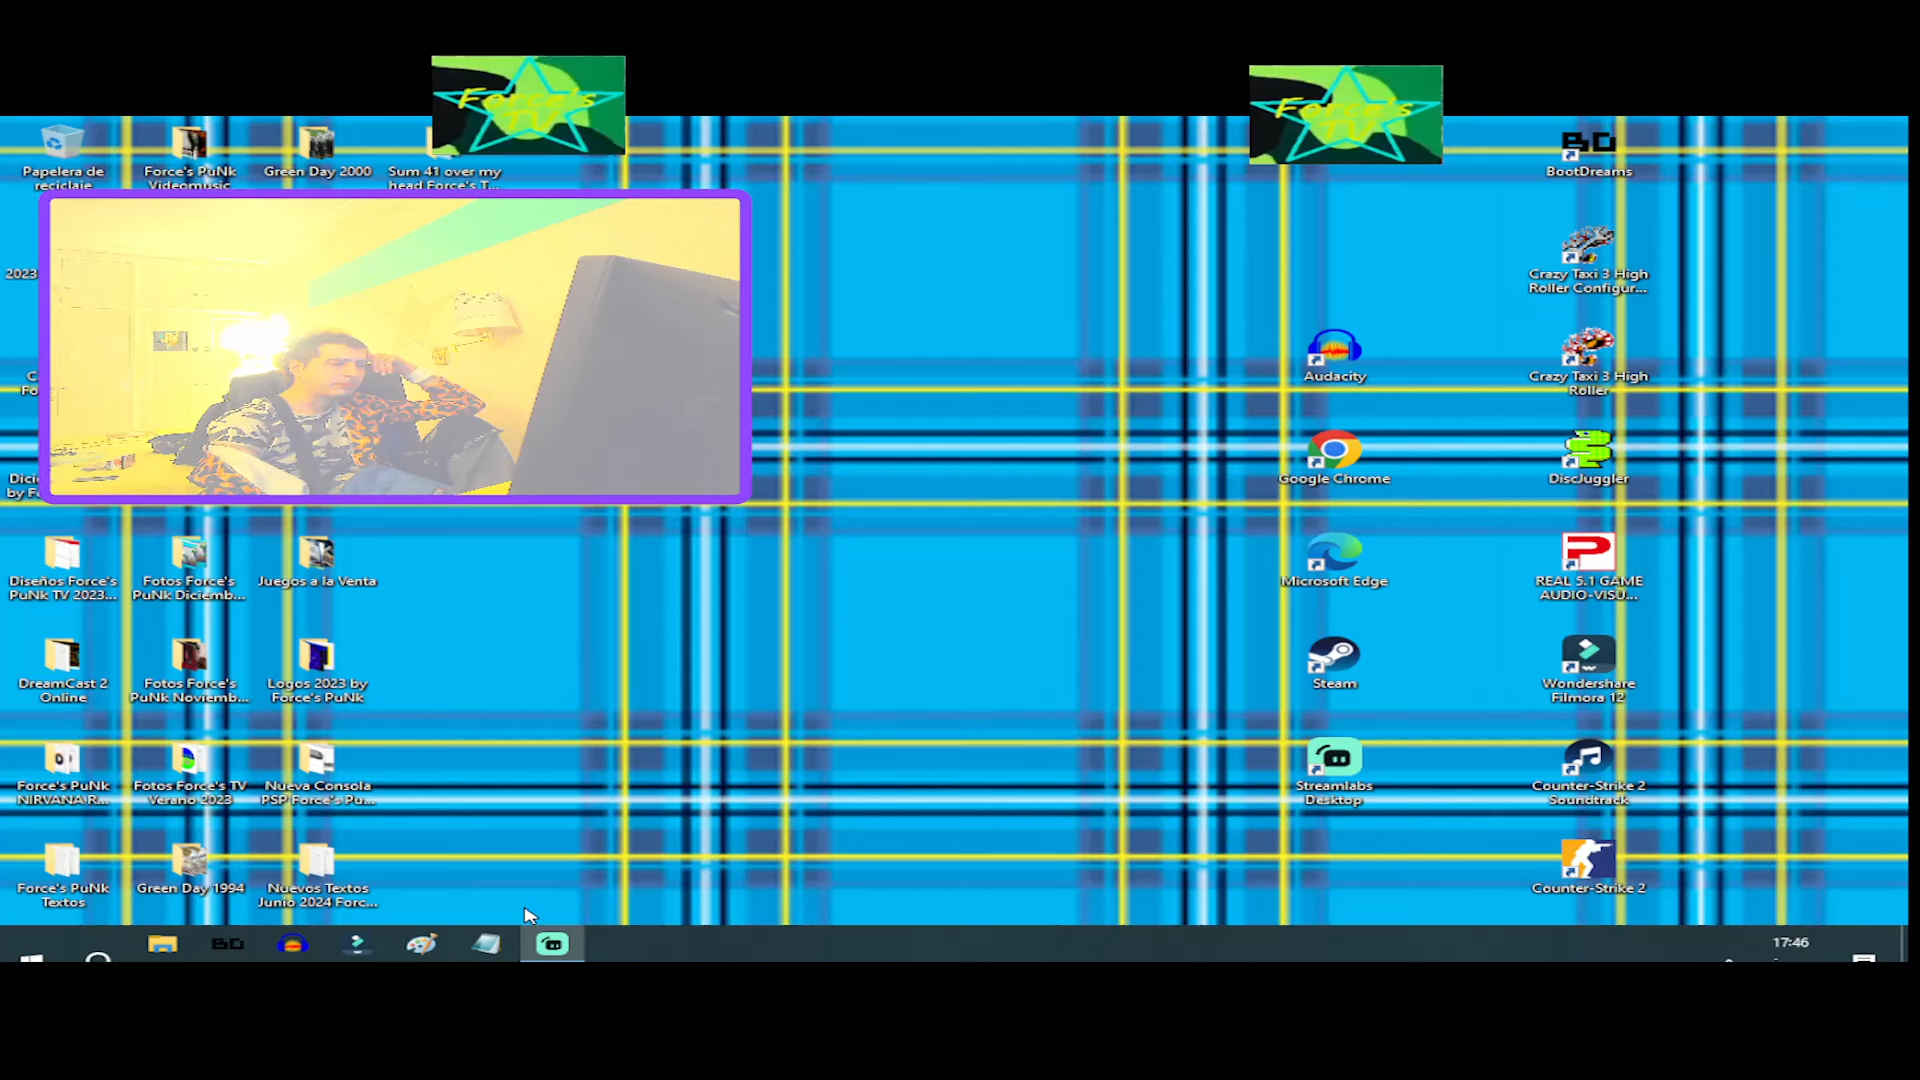 Force's
TV
Force's
TV
Papelera de
reciclaje
Force's PuNk
Videomusic
Green Day 2000
Sum 41 over my
head Force's T...
BootDreams
2023
Crazy Taxi 3 High
Roller Configur...
Audacity
Crazy Taxi 3 High
Roller
Google Chrome
DiscJuggler
Diseños Force's
PuNk TV 2023...
Fotos Force's
PuNk Diciemb...
Juegos a la Venta
Microsoft Edge
REAL 5.1 GAME
AUDIO-VISU...
DreamCast 2
Online
Fotos Force's
PuNk Noviemb...
Logos 2023 by
Force's PuNk
Steam
Wondershare
Filmora 12
Force's PuNk
NIRVANA R...
Fotos Force's TV
Verano 2023
Nueva Consola
PSP Force's Pu...
Streamlabs
Desktop
Counter-Strike 2
Soundtrack
Force's PuNk
Textos
Green Day 1994
Nuevos Textos
Junio 2024 Forc...
Counter-Strike 2
17:46